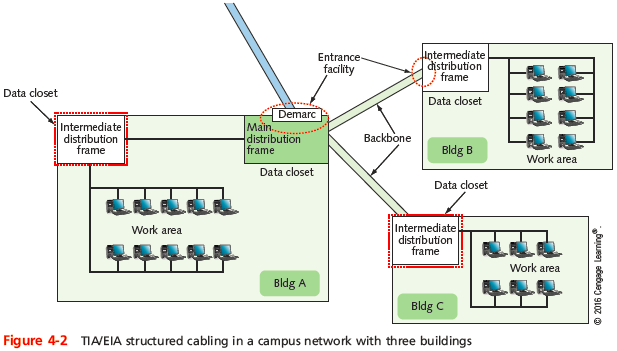 Entrance
facility
Intermediate
distribution
frame
Data closet
Data closet
Demarc
Intermediate
distribution
frame
Main
distribution
frame
Backbone
Bldg B
Work area
Data closet
Data closet
Work area
Intermediate
distribution
frame
Work area
Bldg A
Bldg C
© 2016 Cengage Learning®.
Figure 4-2 TIA/EIA structured cabling in a campus network with three buildings